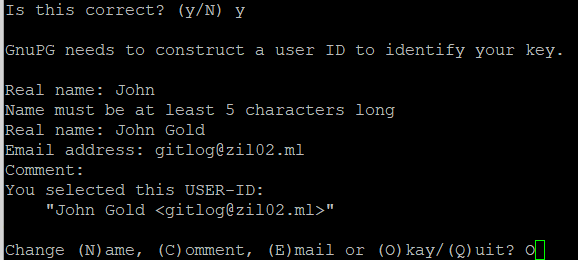 Is this correct? (y/N) y
GnuPG needs to construct a user ID to identify your key.
Real name: John
Name must be at least 5 characters long
Real name: John Gold
Email address: gitlog@zil02.ml
Comment:
You selected this USER-ID:
"John Gold <gitlog@zil02.ml>"
Change (N)ame, (C)omment, (E)mail or (O)kay/(Q)uit? O